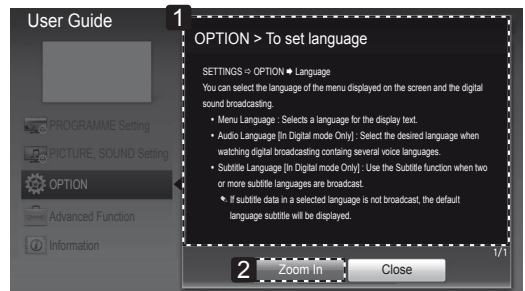 User Guide
1
OPTION > To set language
SETTINGS ⇨ OPTION ➡ Language
You can select the language of the menu displayed on the screen and the digital
sound broadcasting.
• Menu Language : Selects a language for the display text.
• Audio Language [In Digital mode Only] : Select the desired language when
watching digital broadcasting containg several voice languages.
• Subtitle Language [In Digital mode Only] : Use the Subtitle function when two
or more subtitle languages are broadcast.
✎ If subtitle data in a selected language is not broadcast, the default
language subtitle will be displayed.
PROGRAMME Setting
PICTURE, SOUND Setting
OPTION
Advanced Function
Information
1/1
2
Zoom In
Close